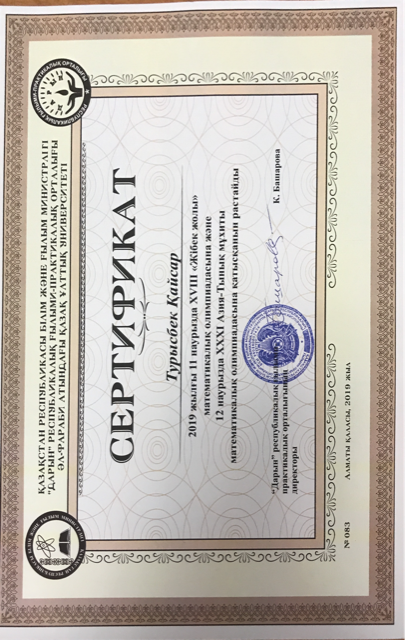 ҚАЗАҚСТАН РЕСПУБЛИКАСЫ БІЛІМ ЖӘНЕ ҒЫЛЫМ МИНИСТРЛІГІ
"ДАРЫН" РЕСПУБЛИКАЛЫҚ ҒЫЛЫМИ-ПРАКТИКАЛЫҚ ОРТАЛЫҒЫ
ӘЛ-ФАРАБИ АТЫНДАҒЫ ҚАЗАҚ ҰЛТТЫҚ УНИВЕРСИТЕТІ
СЕРТИФИКАТ
Турысбек Қайсар
2019 жылғы 11 наурызда XVIII «Жібек жолы»
математикалық олимпиадасына және
12 наурызда XXXI Азия-Тынық мұхиты
математикалық олимпиадасына қатысқанын растайды
"Дарын" республикалық ғылыми-
практикалық орталығының
директоры
К. Башарова
№ 083
Алматы қаласы, 2019 жыл